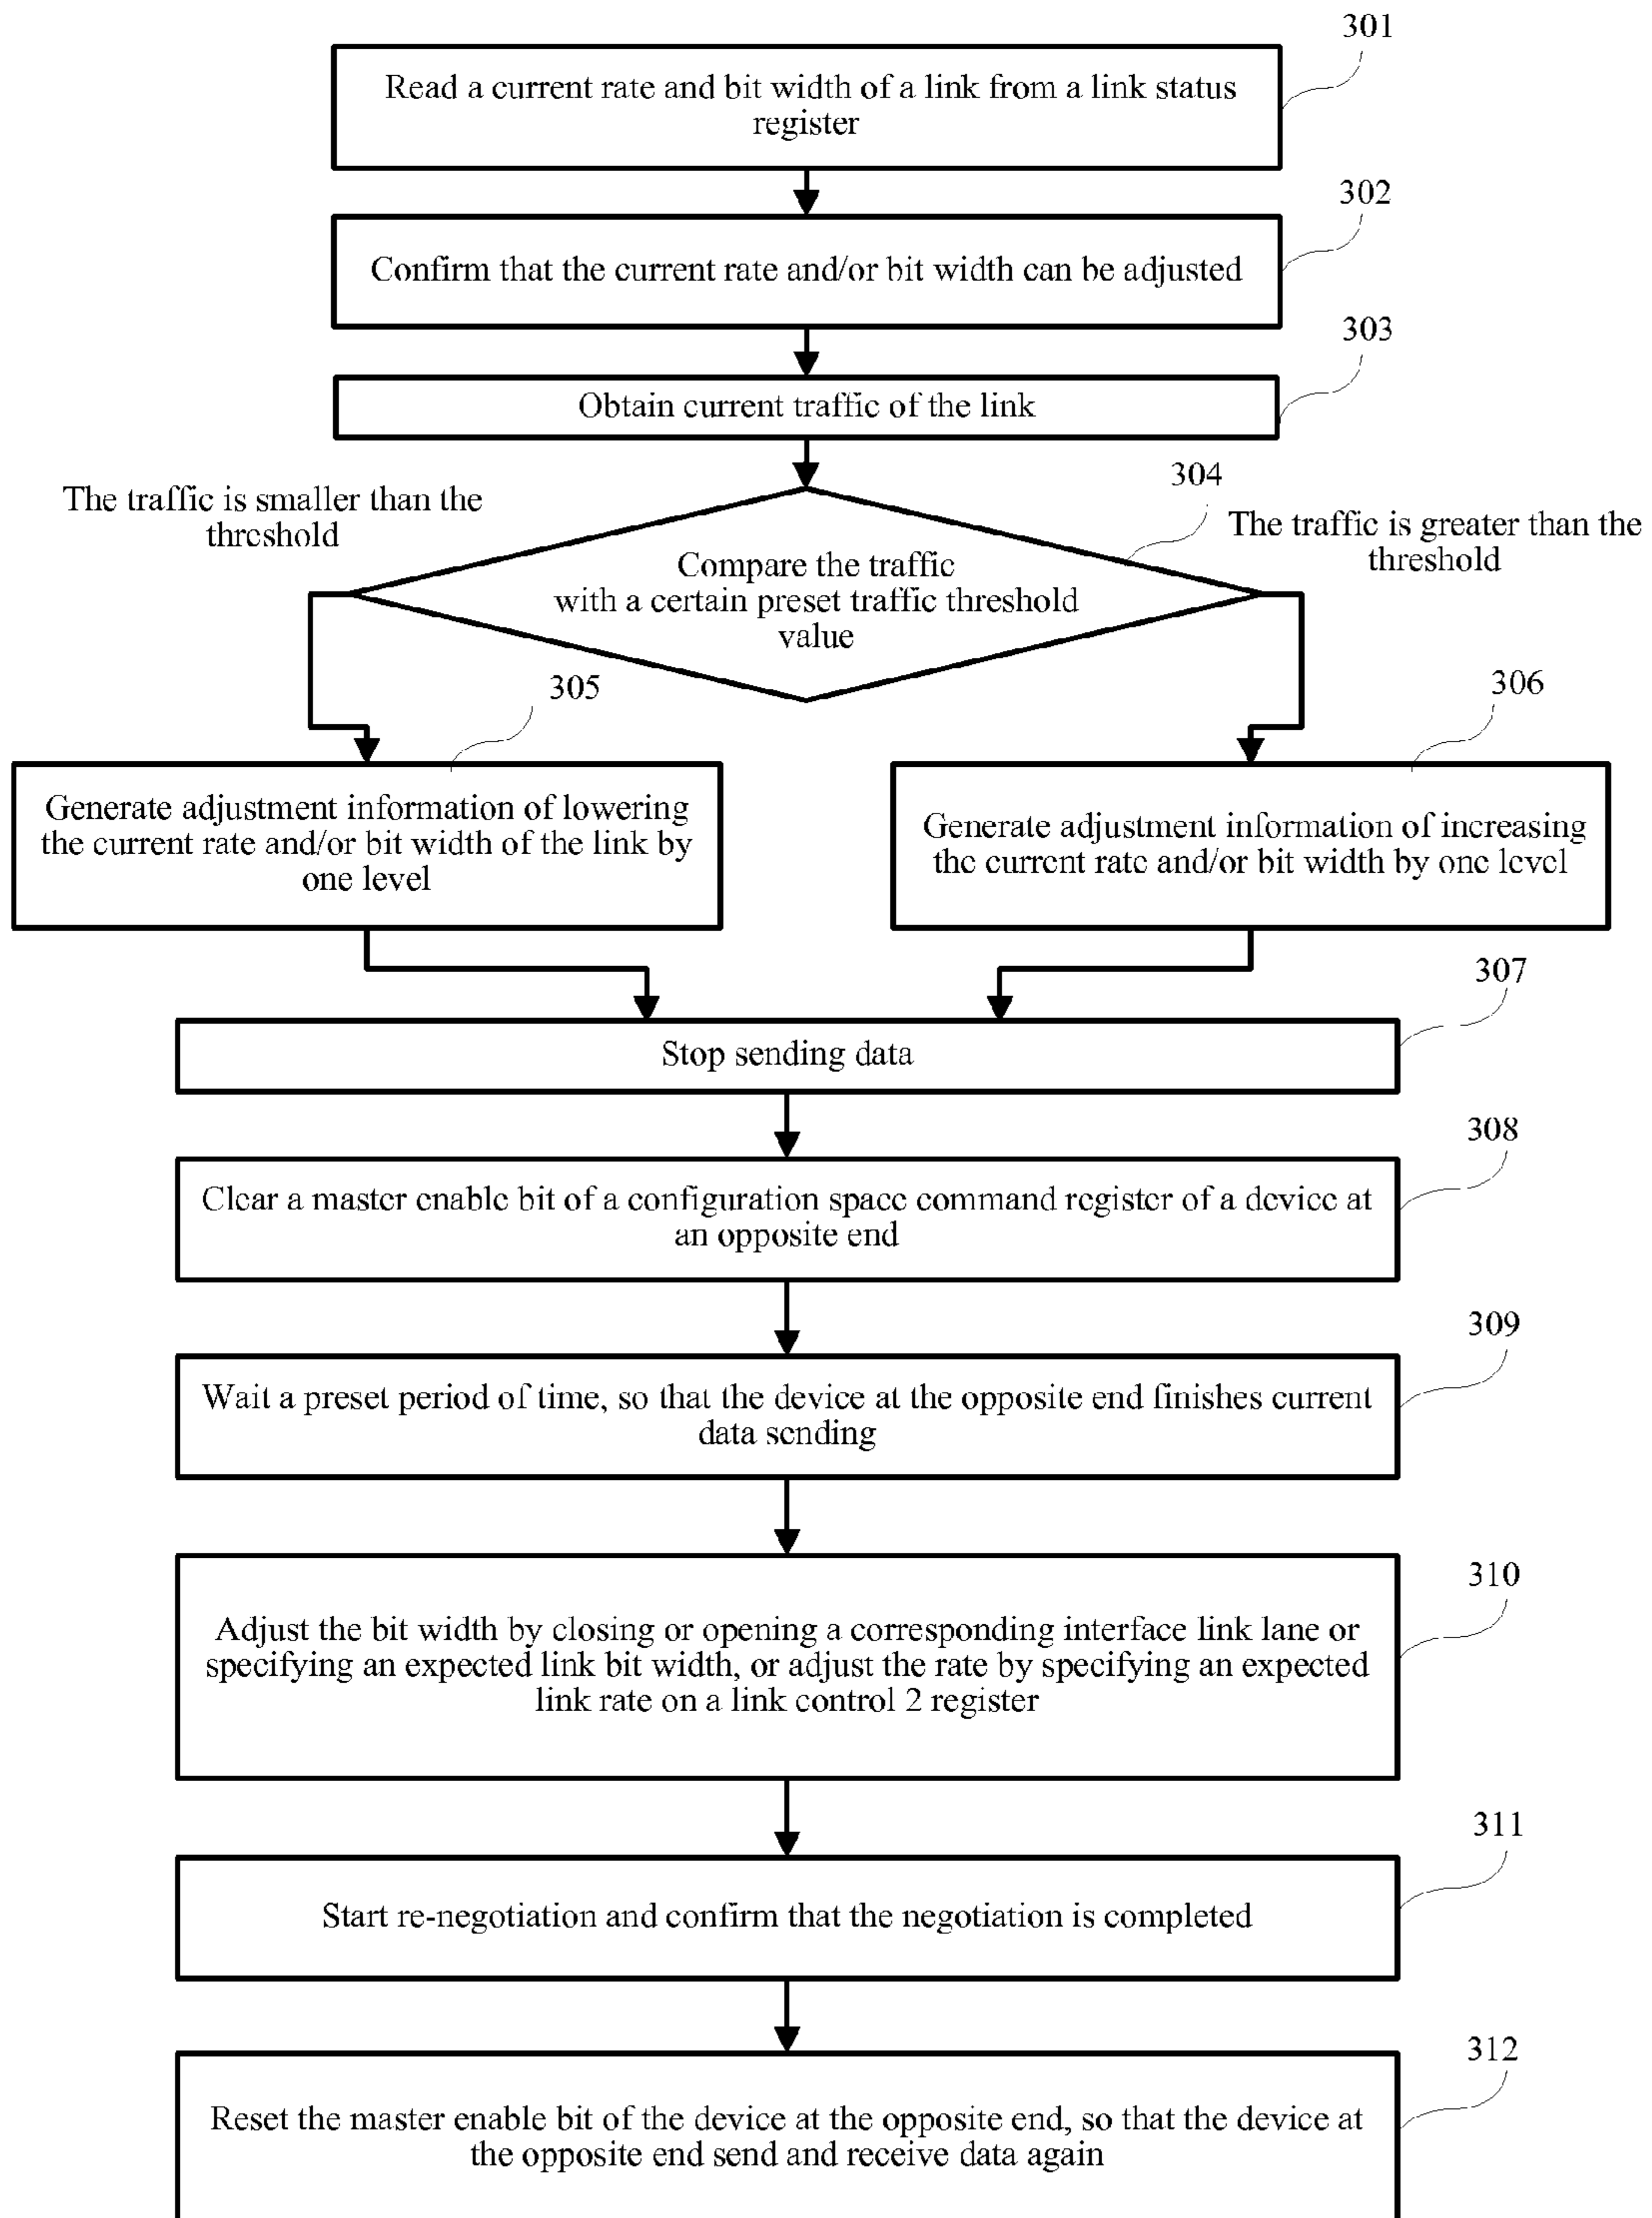 301
Read a current rate and bit width of a link from a link status
register
302
Confirm that the current rate and/or bit width can be adjusted
303
Obtain current traffic of the link
304
The traffic is smaller than the
threshold
The traffic is greater than the
threshold
Compare the traffic
with a certain preset traffic threshold
value
305
306
Generate adjustment information of lowering
the current rate and/or bit width of the link by
one level
Generate adjustment information of increasing
the current rate and/or bit width by one level
307
Stop sending data
308
Clear a master enable bit of a configuration space command register of a device at
an opposite end
309
Wait a preset period of time, so that the device at the opposite end finishes current
data sending
310
Adjust the bit width by closing or opening a corresponding interface link lane or
specifying an expected link bit width, or adjust the rate by specifying an expected
link rate on a link control 2 register
311
Start re-negotiation and confirm that the negotiation is completed
312
Reset the master enable bit of the device at the opposite end, so that the device at
the opposite end send and receive data again